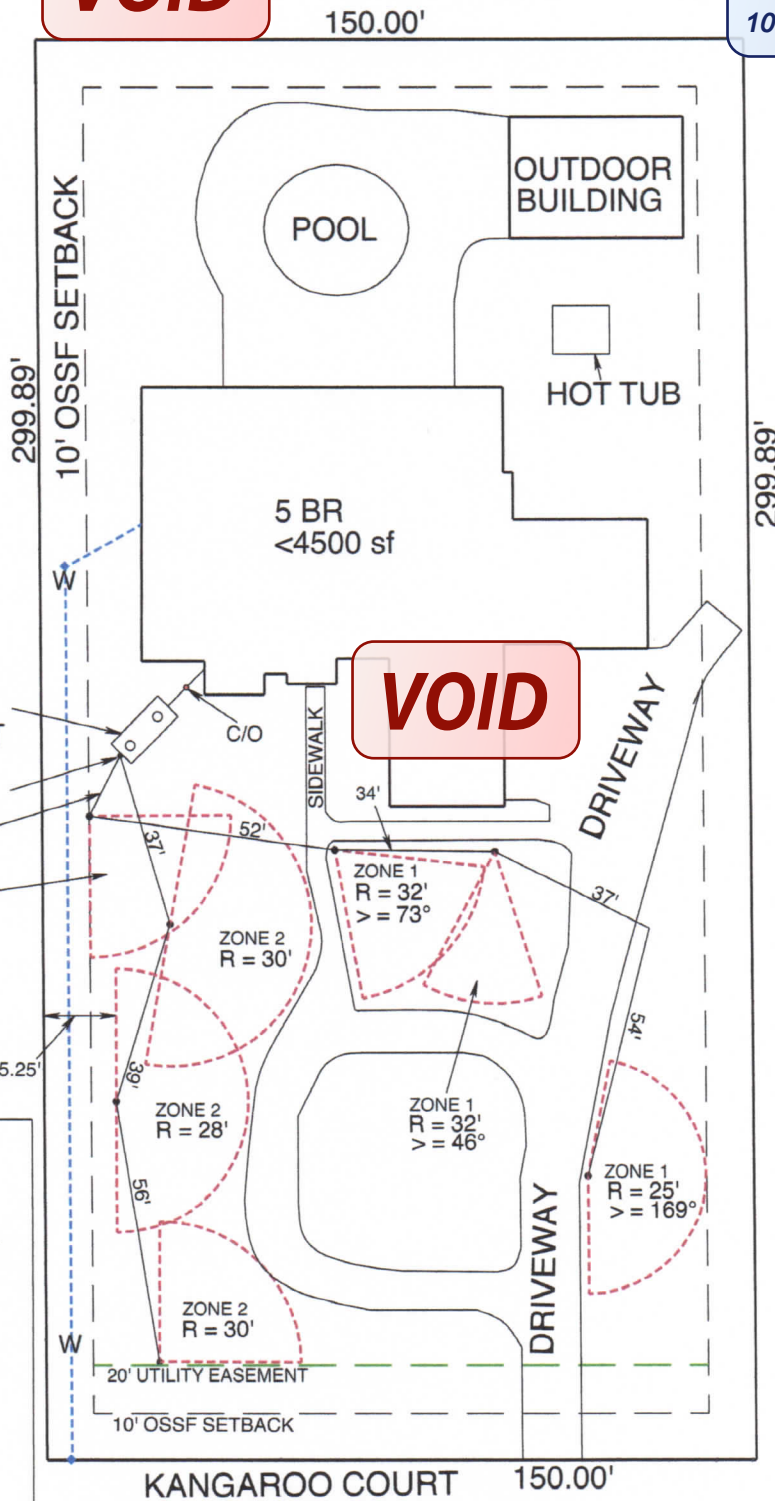 VOID
150.00'
10
OUTDOOR
BUILDING
POOL
10' OSSF SETBACK
299.89'
299.89'
HOT TUB
5 BR
<4500 sf
W
VOID
C/O
SIDEWALK
DRIVEWAY
34'
37'
52'
ZONE 1
R = 32'
> = 73°
37'
ZONE 2
R = 30'
54'
5.25'
39'
ZONE 2
R = 28'
ZONE 1
R = 32'
> = 46°
ZONE 1
R = 25'
> = 169°
56'
DRIVEWAY
ZONE 2
R = 30'
W
20' UTILITY EASEMENT
10' OSSF SETBACK
KANGAROO COURT
150.00'